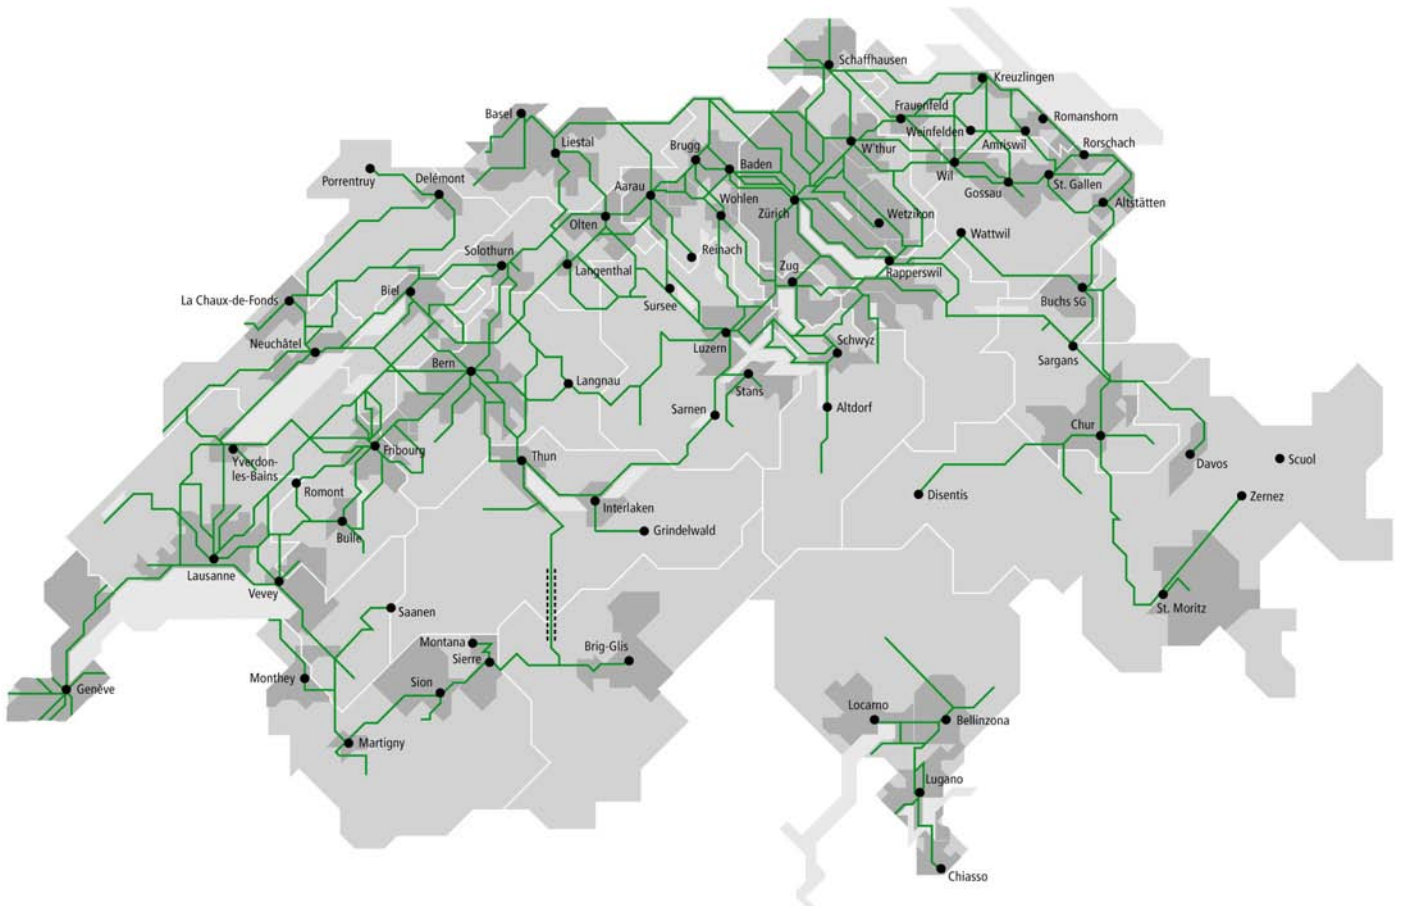 Schaffhausen
Kreuzlingen
Frauenfeld
Romanshorn
Basel
Weinfelden
Amriswil
Liestal
Brugg
W'thur
Rorschach
Baden
Porrentruy
Delémont
Wil
Gossau
St. Gallen
Aarau
Wohlen
Zürich
Wetzikon
Altstätten
Olten
Wattwil
Solothurn
Reinach
Langenthal
Zug
Rapperswil
La Chaux-de-Fonds
Biel
Sursee
Buchs SG
Neuchâtel
Luzern
Schwyz
Sargans
Bern
Langnau
Stans
Sarnen
Altdorf
Chur
Fribourg
Yverdon-
les-Bains
Thun
Davos
Scuol
Romont
Interlaken
Disentis
Zernez
Bulle
Grindelwald
Lausanne
Vevey
Saanen
St. Moritz
Montana
Sierre
Brig-Glis
Monthey
Sion
Genève
Locarno
Bellinzona
Martigny
Lugano
Chiasso